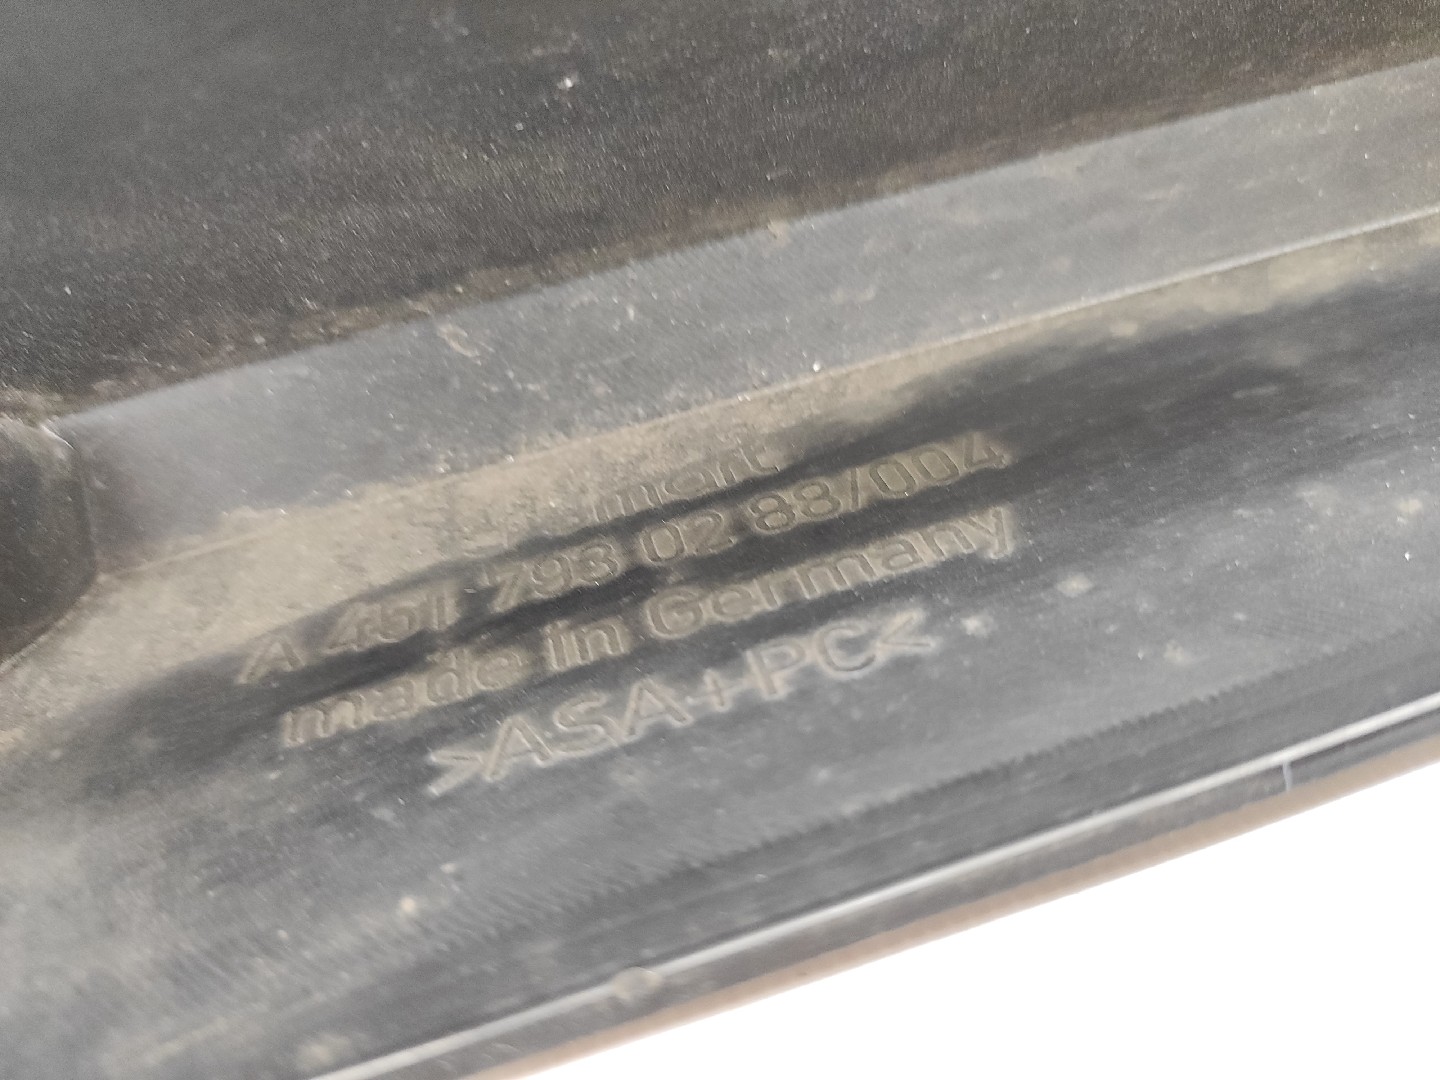 smart
A 451 793 02 88/004
made in Germany
>ASA+PC<